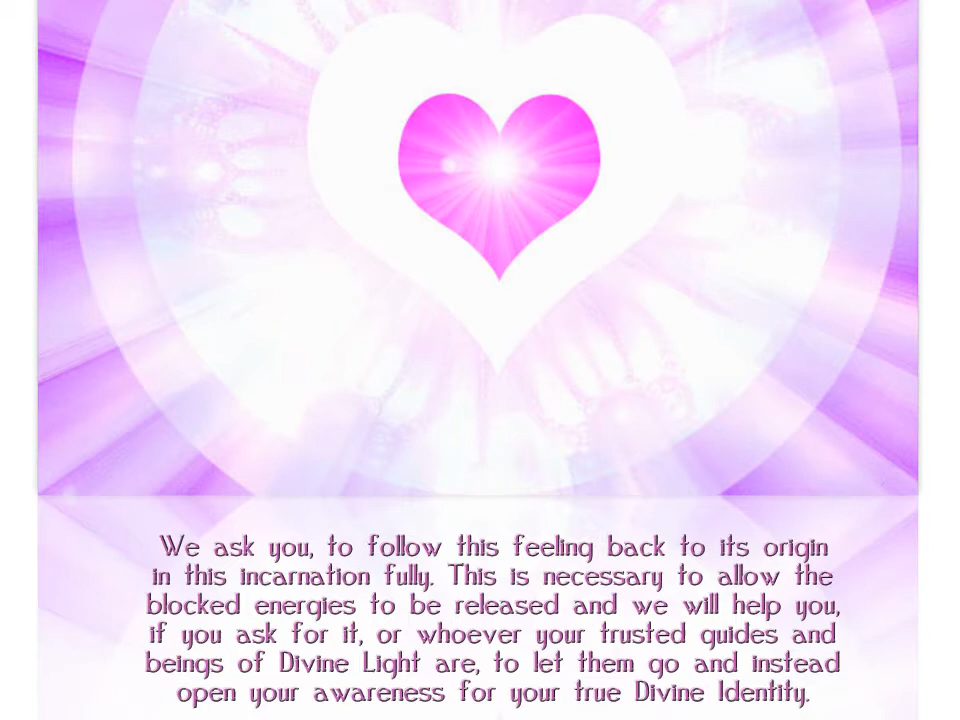 We ask you, to follow this feeling back to its origin
in this incarnation fully. This is necessary to allow the
blocked energies to be released and we will help you,
if you ask for it, or whoever your trusted guides and
beings of Divine Light are, to let them go and instead
open your awareness for your true Divine Identity.